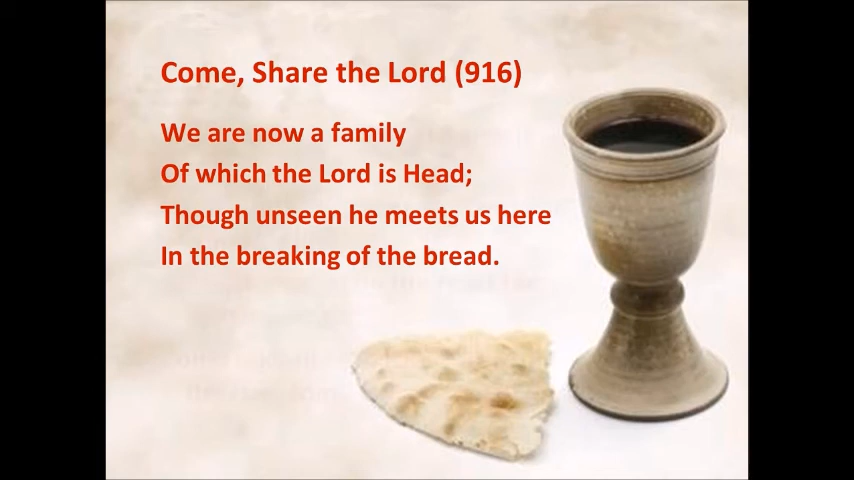 Come, Share the Lord (916)
We are now a family
Of which the Lord is Head;
Though unseen he meets us here
In the breaking of the bread.